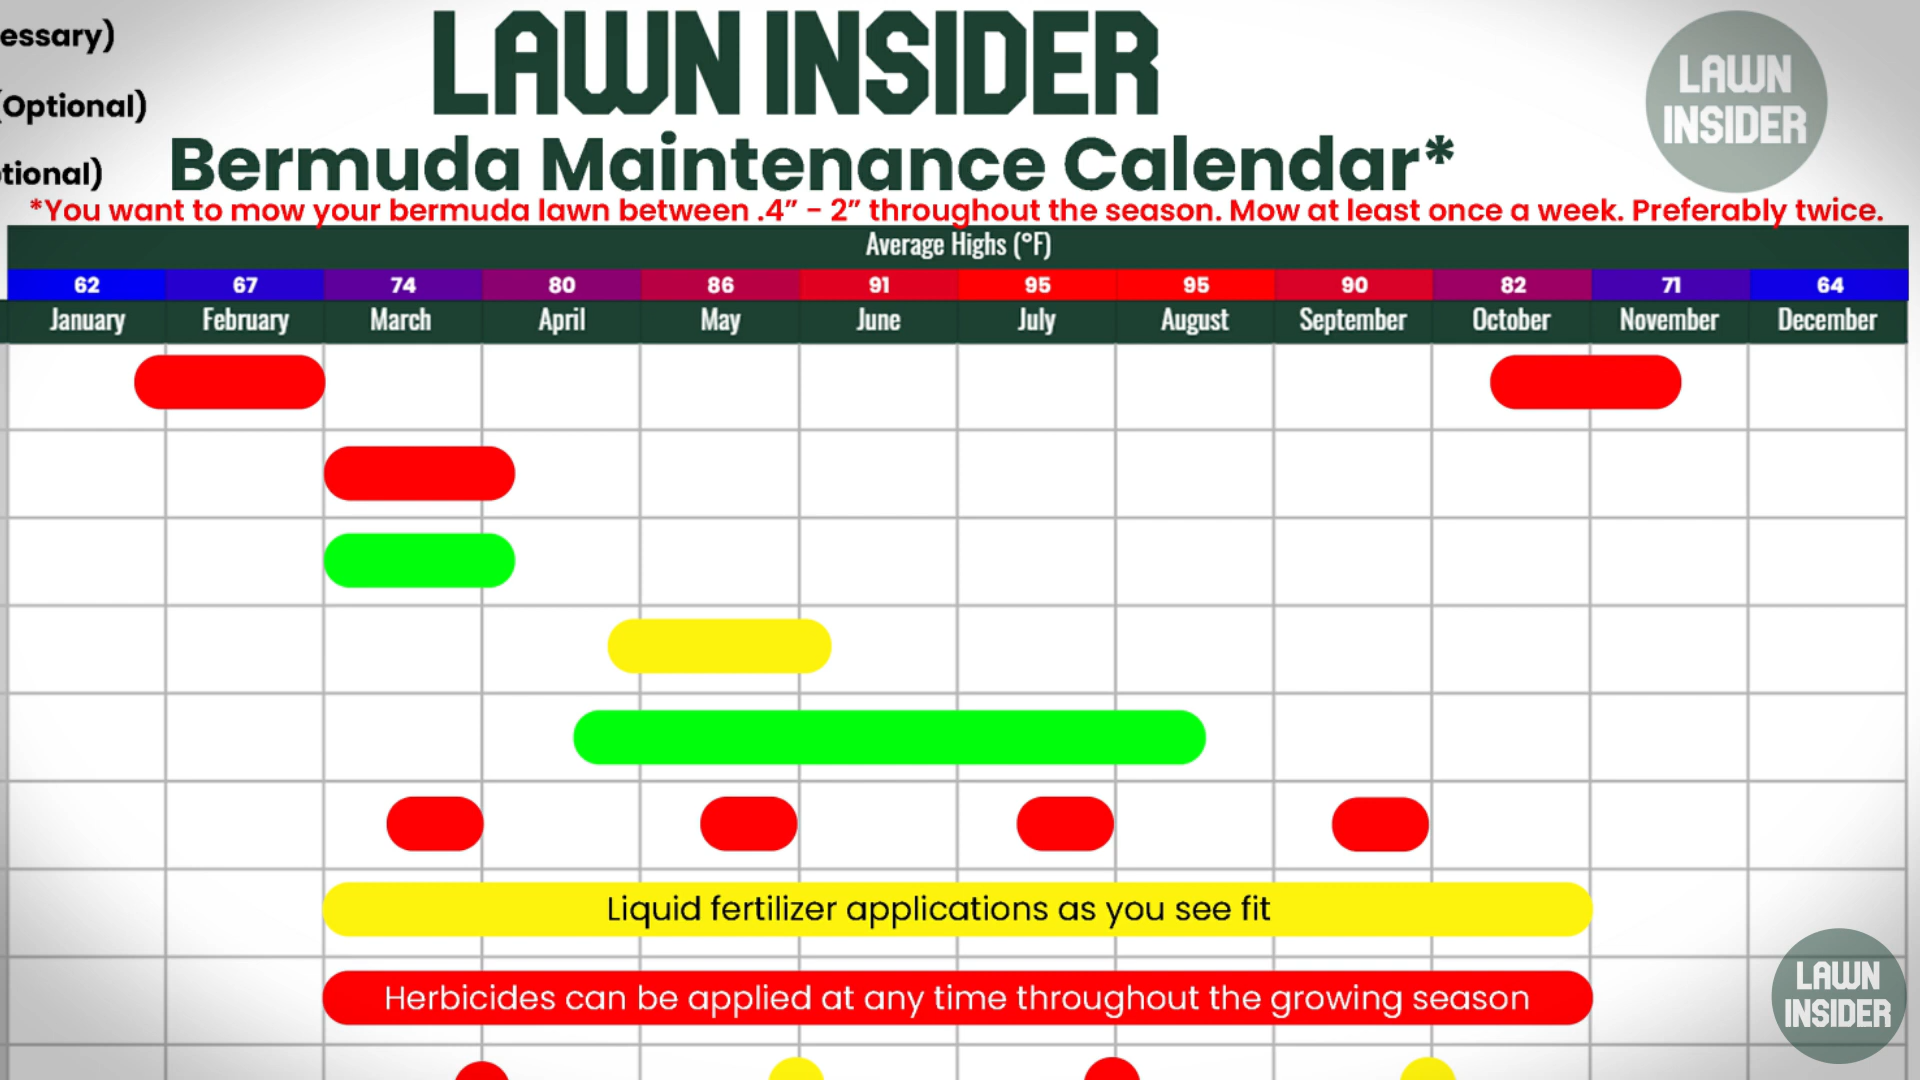 essary)
(Optional)
tional)
LAWN INSIDER
LAWN
INSIDER
Bermuda Maintenance Calendar*
*You want to mow your bermuda lawn between .4” - 2” throughout the season. Mow at least once a week. Preferably twice.
Average Highs (°F)
62 67 74 80 86 91 95 95 90 82 71 64
January February March April May June July August September October November December
Liquid fertilizer applications as you see fit
Herbicides can be applied at any time throughout the growing season
LAWN
INSIDER